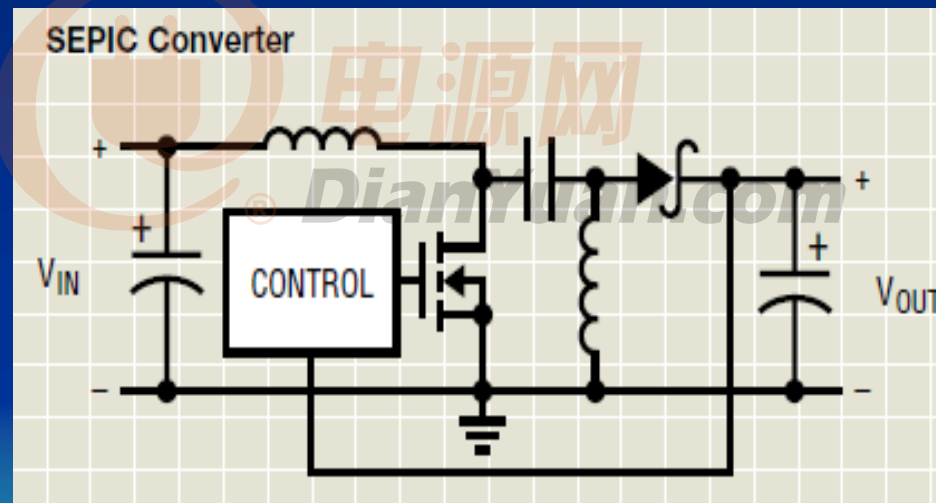 SEPIC Converter
电源网
® DianYuan.com
+
+
+
+
CONTROL
VIN
VOUT
−
−